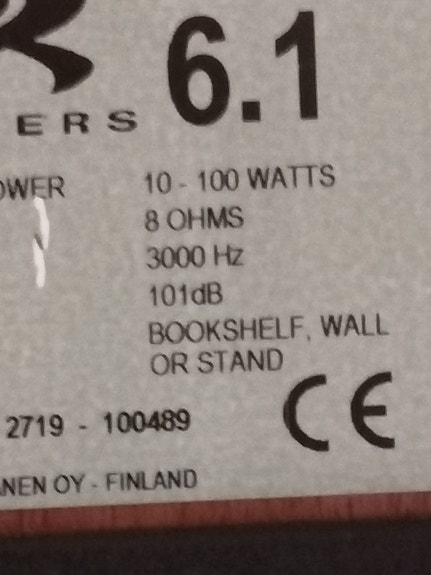 6.1
ERS
OWER 10 - 100 WATTS
8 OHMS
3000 Hz
101dB
BOOKSHELF, WALL
OR STAND
2719 - 100489
CE
NEN OY - FINLAND